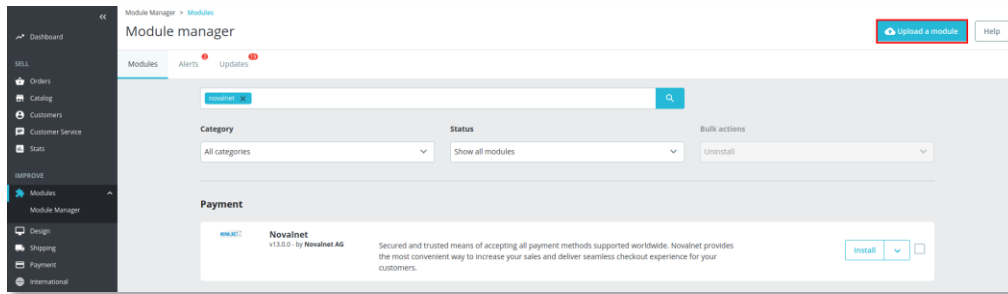 «
Dashboard
SELL
Orders
Catalog
Customers
Customer Service
Stats
IMPROVE
Modules
Module Manager
Design
Shipping
Payment
International
Module Manager > Modules
Module manager
Upload a module
Help
Modules
Alerts 2
Updates
novalnet ×
Category
Status
Bulk actions
All categories
Show all modules
Uninstall
Payment
Novalnet
v13.0.0 - by Novalnet AG
Secured and trusted means of accepting all payment methods supported worldwide. Novalnet provides
the most convenient way to increase your sales and deliver seamless checkout experience for your
customers.
Install